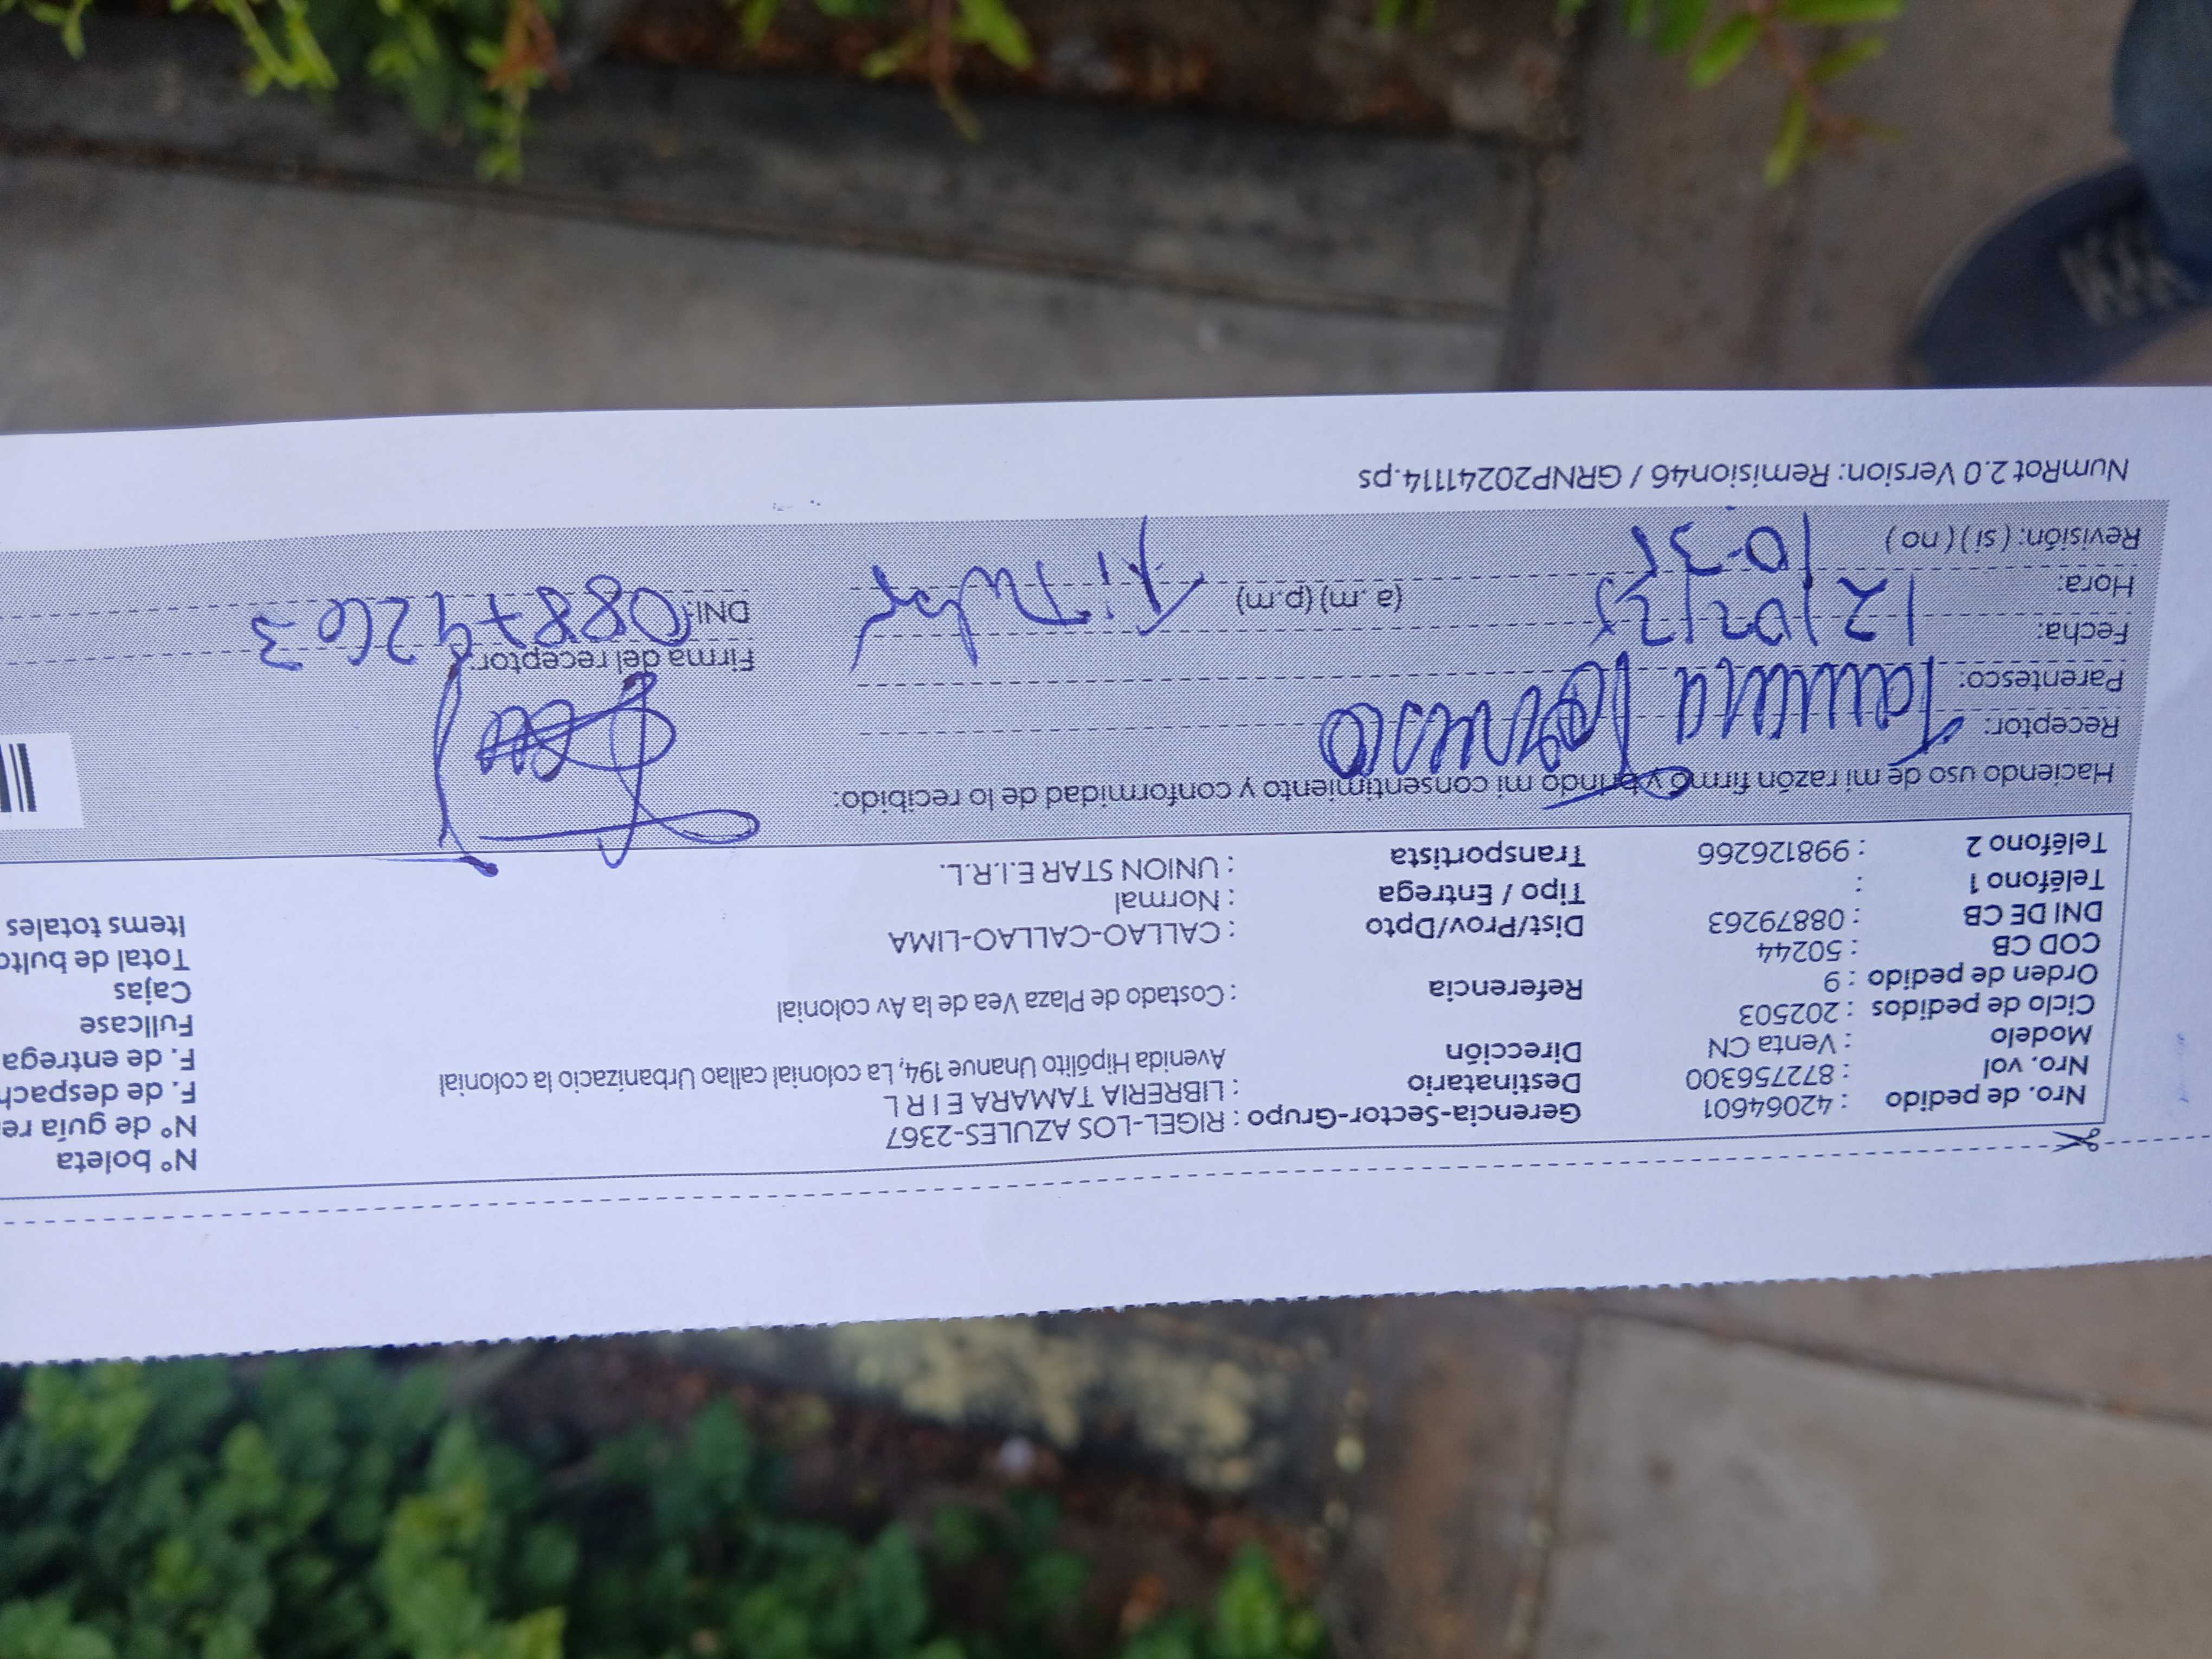 Nro. de pedido : 42064601 Gerencia-Sector-Grupo : RIGEL-LOS AZULES-2367 N° boleta
Nro. vol : 872756300 Destinatario : LIBRERIA TAMARA E I R L N° de guía re
Modelo : Venta CN Dirección Avenida Hipólito Unanue 194, La colonial callao Urbanizacio la colonial F. de despach
Ciclo de pedidos : 202503 F. de entrega
Orden de pedido : 9 Referencia : Costado de Plaza Vea de la Av colonial Fullcase
COD CB : 50244 Cajas
DNI DE CB : 08879263 Dist/Prov/Dpto : CALLAO-CALLAO-LIMA Total de bulto
Teléfono 1 : Tipo / Entrega : Normal Items totales
Teléfono 2 : 998126266 Transportista : UNION STAR E.I.R.L.
Haciendo uso de mi razón firmo y brindo mi consentimiento y conformidad de lo recibido:
Receptor:
Parentesco: Firma del receptor:
Fecha: 12/02/25 DNI: 08879263
Hora: (a .m) (p.m) TiTular
Revisión: ( si ) ( no )
NumRot 2.0 Version: Remision46 / GRNP20241114.ps